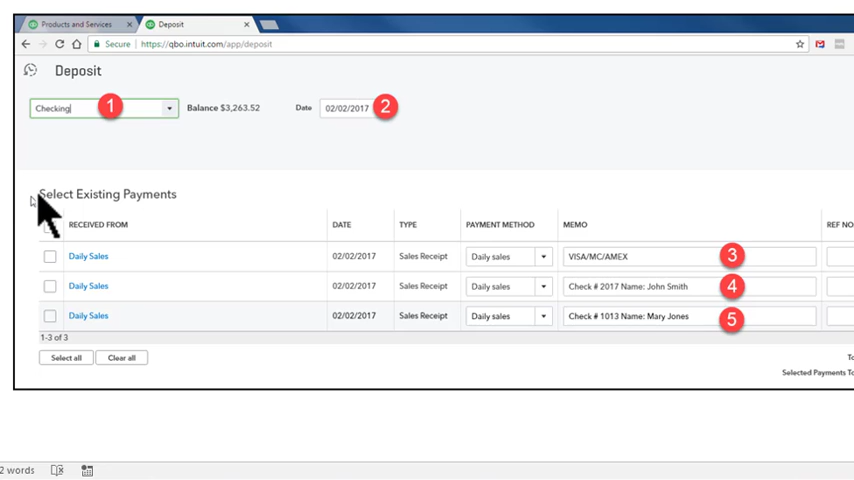 Products and Services × Deposit ×
Secure https://qbo.intuit.com/app/deposit
Deposit
Checking 1 Balance $3,263.52 Date 02/02/2017 2
Select Existing Payments
RECEIVED FROM DATE TYPE PAYMENT METHOD MEMO REF NO
Daily Sales 02/02/2017 Sales Receipt Daily sales VISA/MC/AMEX 3
Daily Sales 02/02/2017 Sales Receipt Daily sales Check # 2017 Name: John Smith 4
Daily Sales 02/02/2017 Sales Receipt Daily sales Check # 1013 Name: Mary Jones 5
1-3 of 3
Select all Clear all To
Selected Payments To
2 words